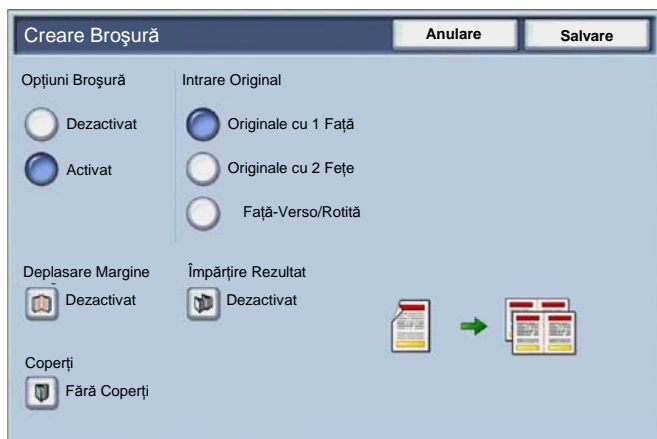 Creare Broşură
Anulare
Salvare
Opţiuni Broşură
Dezactivat
Activat
Intrare Original
Originale cu 1 Faţă
Originale cu 2 Feţe
Faţă-Verso/Rotită
Deplasare Margine
Dezactivat
Împărţire Rezultat
Dezactivat
Coperţi
Fără Coperţi